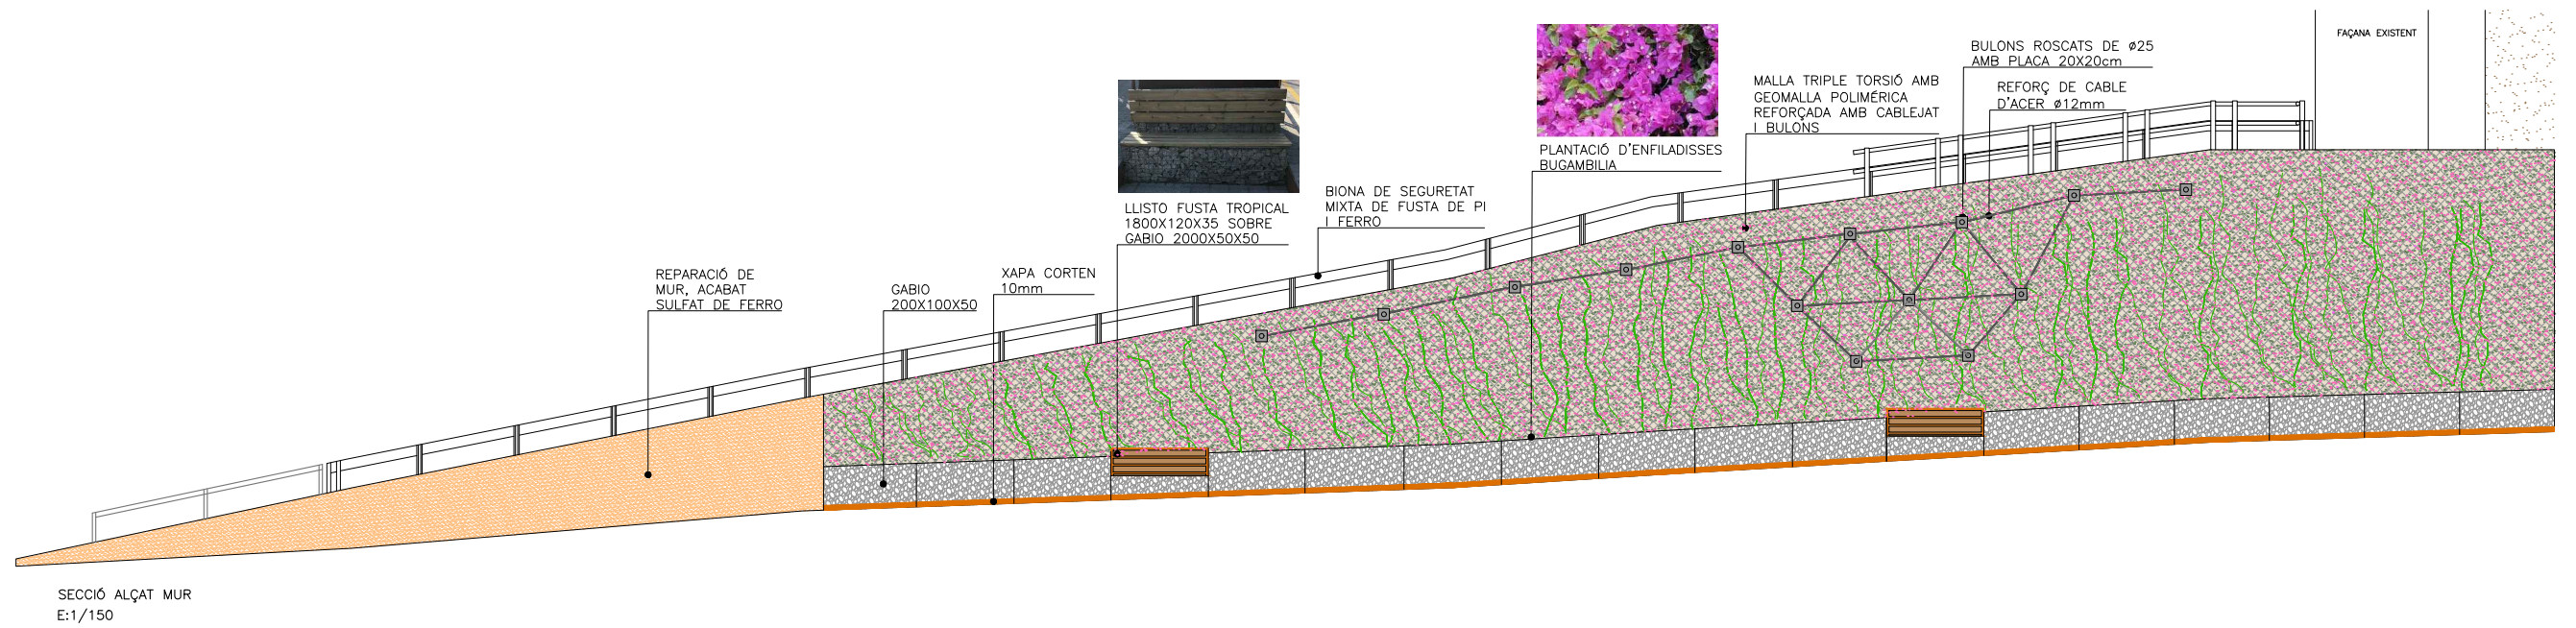 FAÇANA EXISTENT
BULONS ROSCATS DE ø25
AMB PLACA 20X20cm
MALLA TRIPLE TORSIÓ AMB
GEOMALLA POLIMÉRICA
REFORÇADA AMB CABLEJAT
I BULONS
REFORÇ DE CABLE
D'ACER ø12mm
PLANTACIÓ D'ENFILADISSES
BUGAMBILIA
BIONA DE SEGURETAT
MIXTA DE FUSTA DE PI
I FERRO
LLISTO FUSTA TROPICAL
1800X120X35 SOBRE
GABIO 2000X50X50
XAPA CORTEN
10mm
REPARACIÓ DE
MUR, ACABAT
SULFAT DE FERRO
GABIO
200X100X50
SECCIÓ ALÇAT MUR
E:1/150